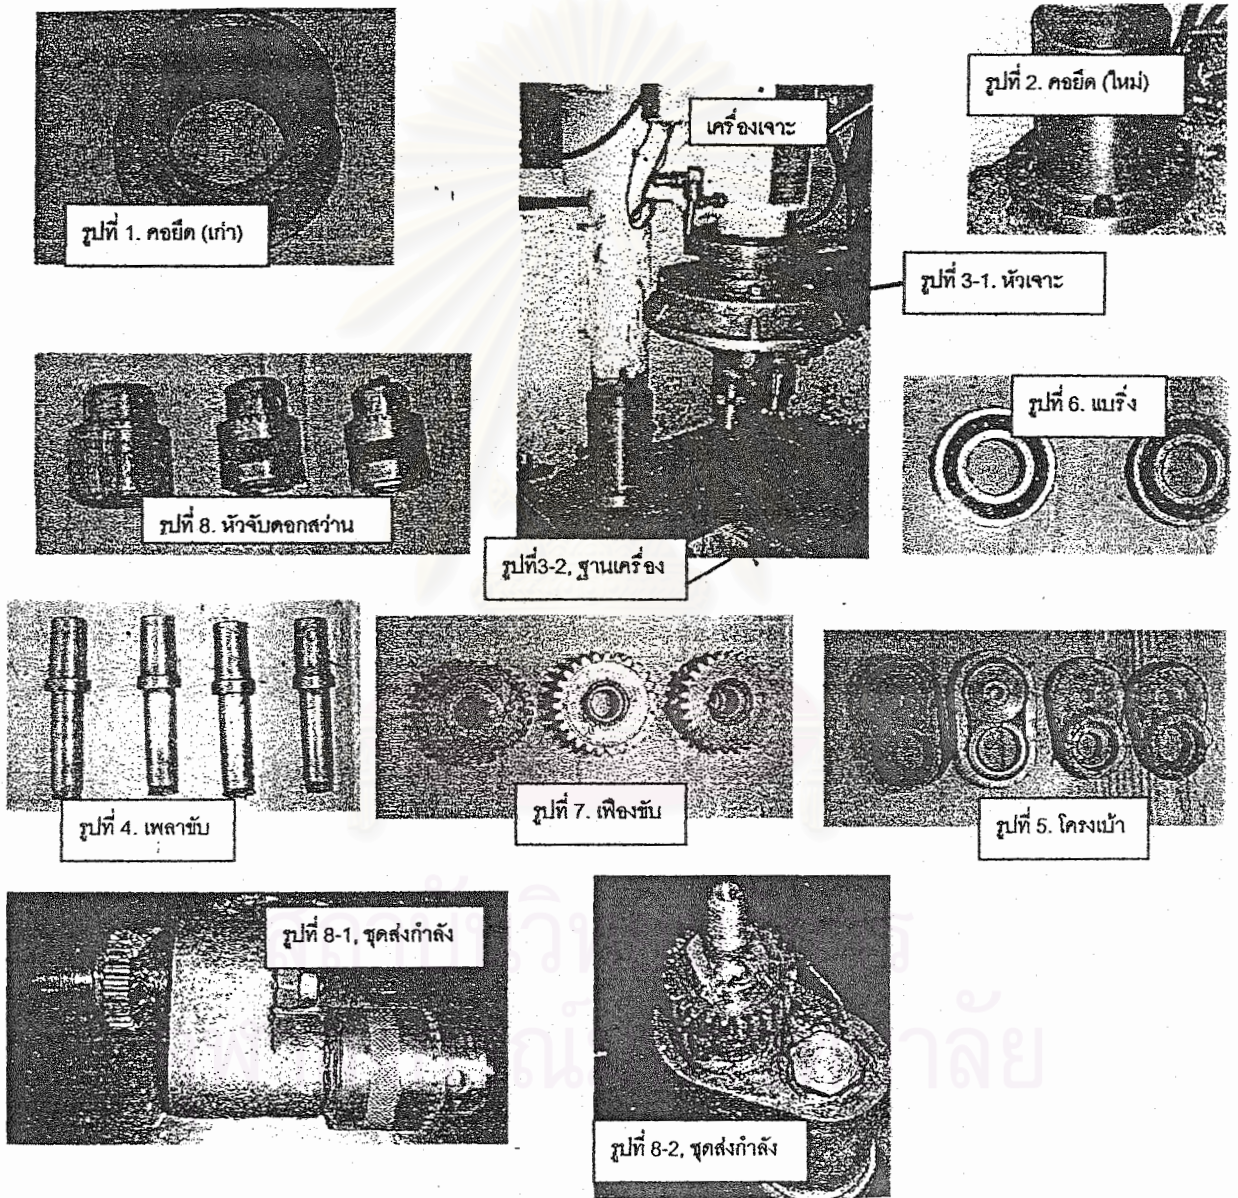 รูปที่ 1. คอยึด (เก่า)
เครื่องเจาะ
รูปที่ 2. คอยึด (ใหม่)
รูปที่ 3-1. หัวเจาะ
รูปที่ 8. หัวจับดอกสว่าน
รูปที่3-2, ฐานเครื่อง
รูปที่ 6. แบริ่ง
รูปที่ 4. เพลาขับ
รูปที่ 7. เฟืองขับ
รูปที่ 5. โครงเบ้า
รูปที่ 8-1, ชุดส่งกำลัง
รูปที่ 8-2, ชุดส่งกำลัง